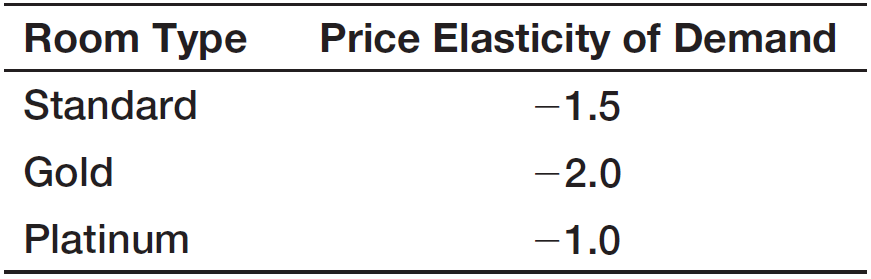 Room Type Price Elasticity of Demand
Standard −1.5
Gold −2.0
Platinum −1.0